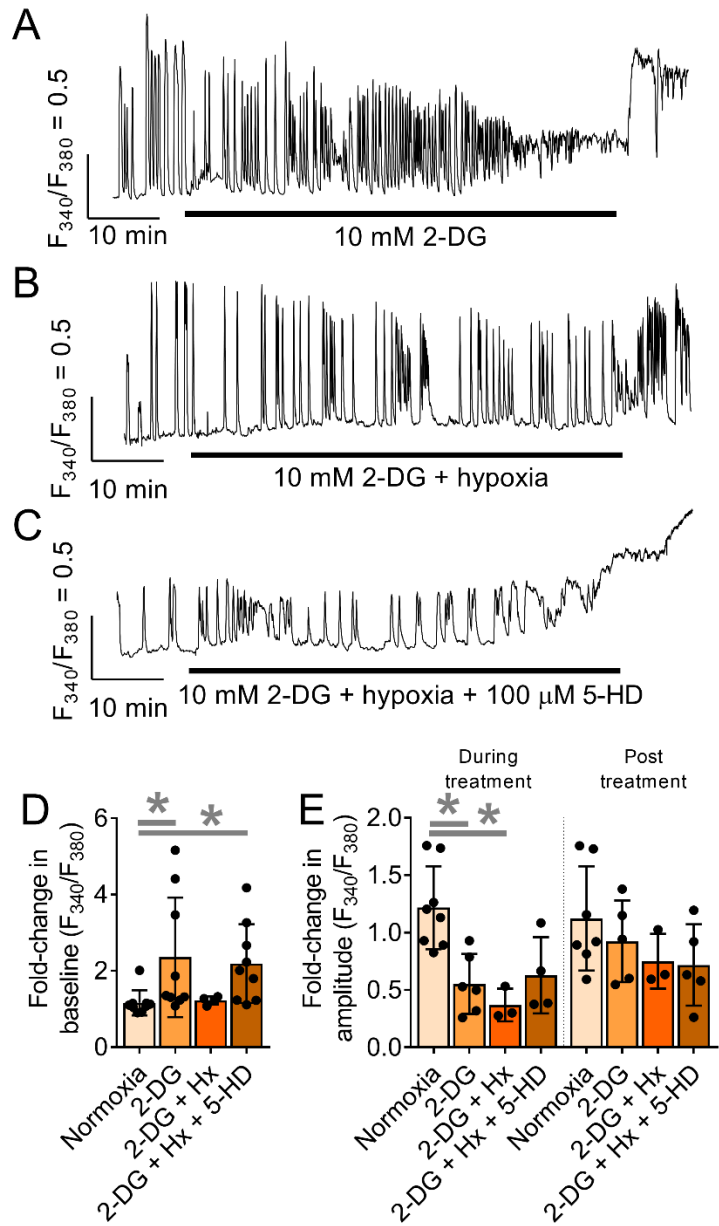 A
F340/F380 = 0.5
10 min
10 mM 2-DG
B
F340/F380 = 0.5
10 min
10 mM 2-DG + hypoxia
C
F340/F380 = 0.5
10 min
10 mM 2-DG + hypoxia + 100 μM 5-HD
D
Fold-change in
baseline (F340/F380)
6
4
2
0
*
*
Normoxia
2-DG
2-DG + Hx
2-DG + Hx + 5-HD
E
During
treatment
Post
treatment
Fold-change in
amplitude (F340/F380)
2.0
1.5
1.0
0.5
0.0
*
*
Normoxia
2-DG
2-DG + Hx
2-DG + Hx + 5-HD
Normoxia
2-DG
2-DG + Hx
2-DG + Hx + 5-HD